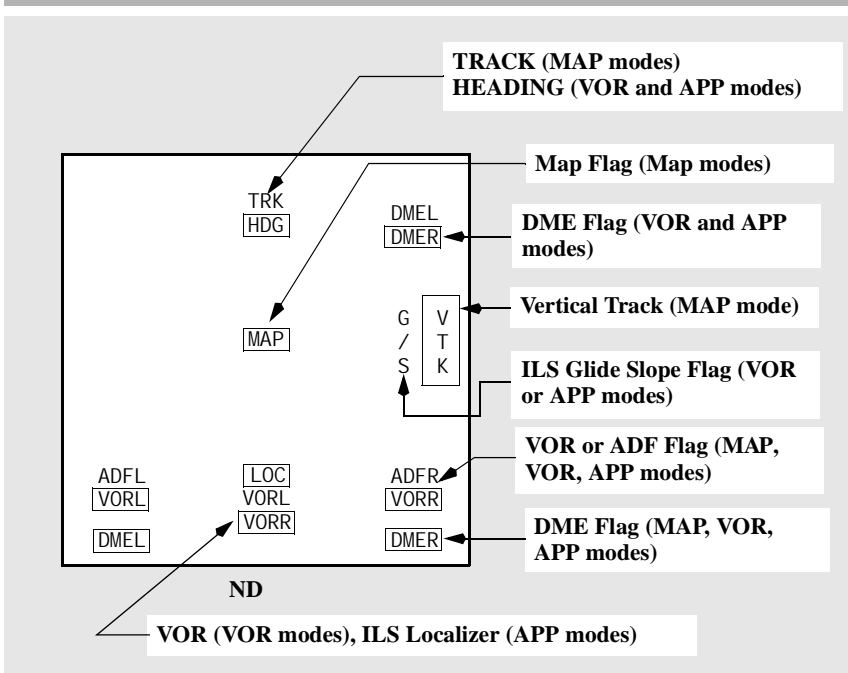 TRACK (MAP modes)
HEADING (VOR and APP modes)
Map Flag (Map modes)
TRK
HDG
DMEL
DMER
DME Flag (VOR and APP
modes)
Vertical Track (MAP mode)
MAP
G
/
S
V
T
K
ILS Glide Slope Flag (VOR
or APP modes)
VOR or ADF Flag (MAP,
VOR, APP modes)
ADFL
VORL
LOC
VORL
VORR
ADFR
VORR
DMEL
DMER
DME Flag (MAP, VOR,
APP modes)
ND
VOR (VOR modes), ILS Localizer (APP modes)